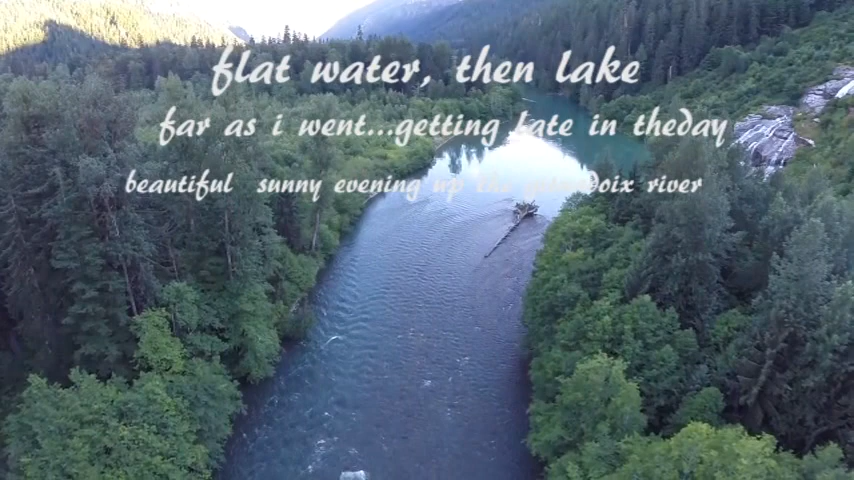 flat water, then lake
far as i went...getting late in theday
beautiful sunny evening up the river